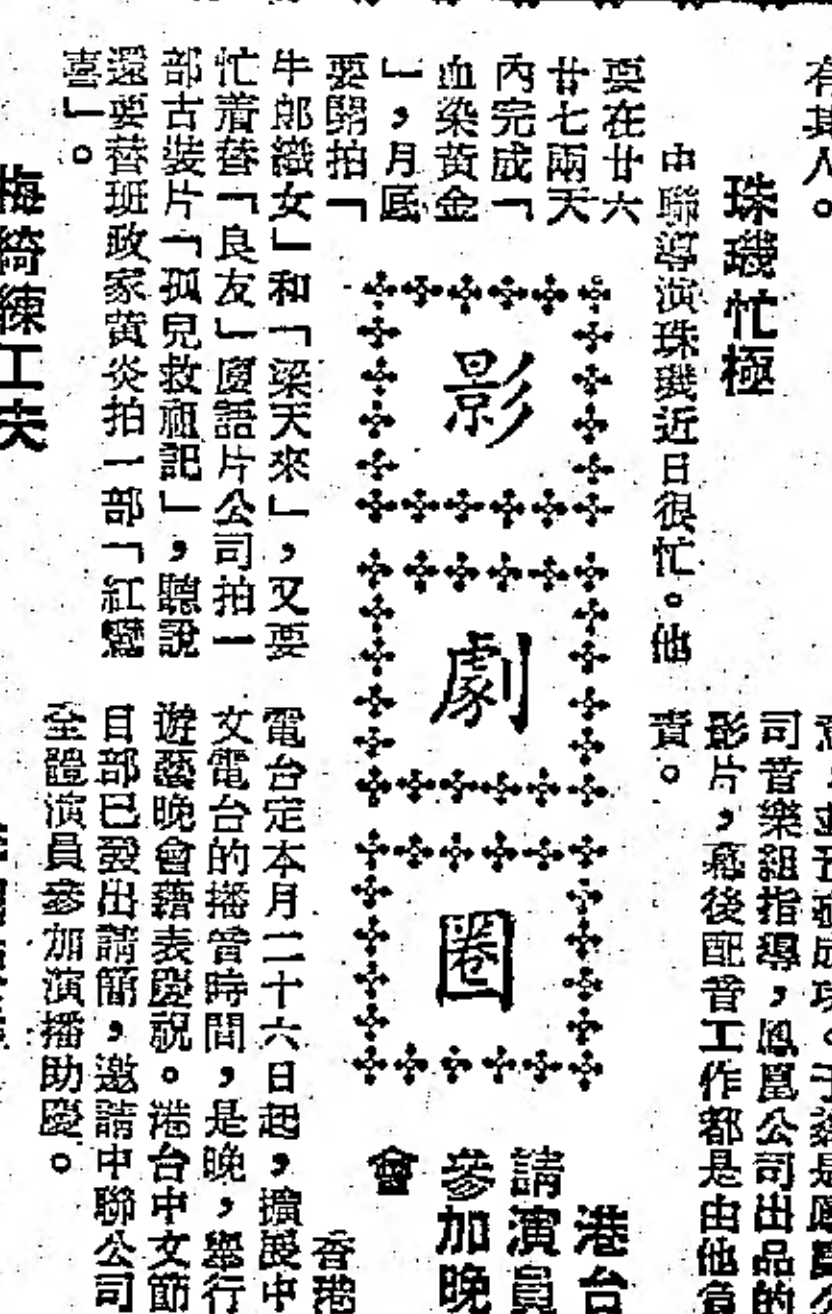 有其人。
珠璣忙極
中聯導演珠璣近日很忙。他
要在廿六
廿七兩天
內完成「
血染黃金
」,月底
要開拍「
牛郎織女」和「梁天來」,又要
忙着替「良友」廈語片公司拍一
部古裝片「孤兒救祖記」,聽說
還要替班政家黃炎拍一部「紅鸞
喜」。
梅綺練工夫
影劇圈
司音樂組指導,鳳凰公司出品的
影片,幕後配音工作都是由他負
責。
港台
請演員
參加晚
會
香港
電台定本月二十六日起,擴展中
文電台的播音時間,是晚,舉行
遊藝晚會藉表慶祝。港台中文節
目部已發出請簡,邀請中聯公司
全體演員參加演播助慶。